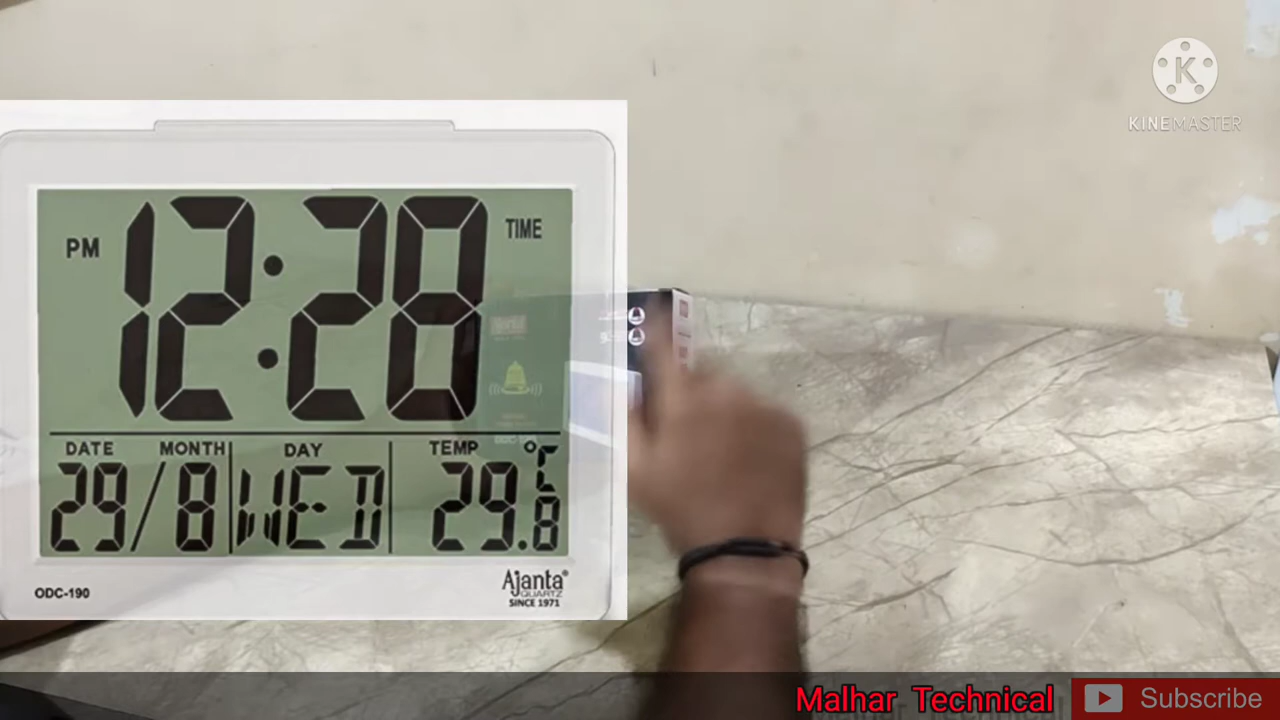 KINEMASTER
PM 12:28 TIME
DATE MONTH DAY TEMP °C
29/8 WED 29.8
ODC-190
Ajanta®
QUARTZ
SINCE 1971
Malhar Technical
Subscribe